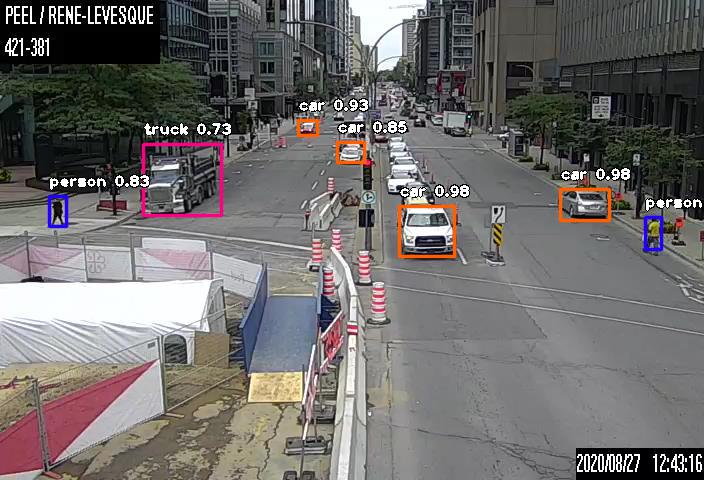 PEEL / RENE-LEVESQUE
421-381
car 0.93
truck 0.73
car 0.85
car 0.98
person 0.83
car 0.98
person
2020/08/27 12:43:16